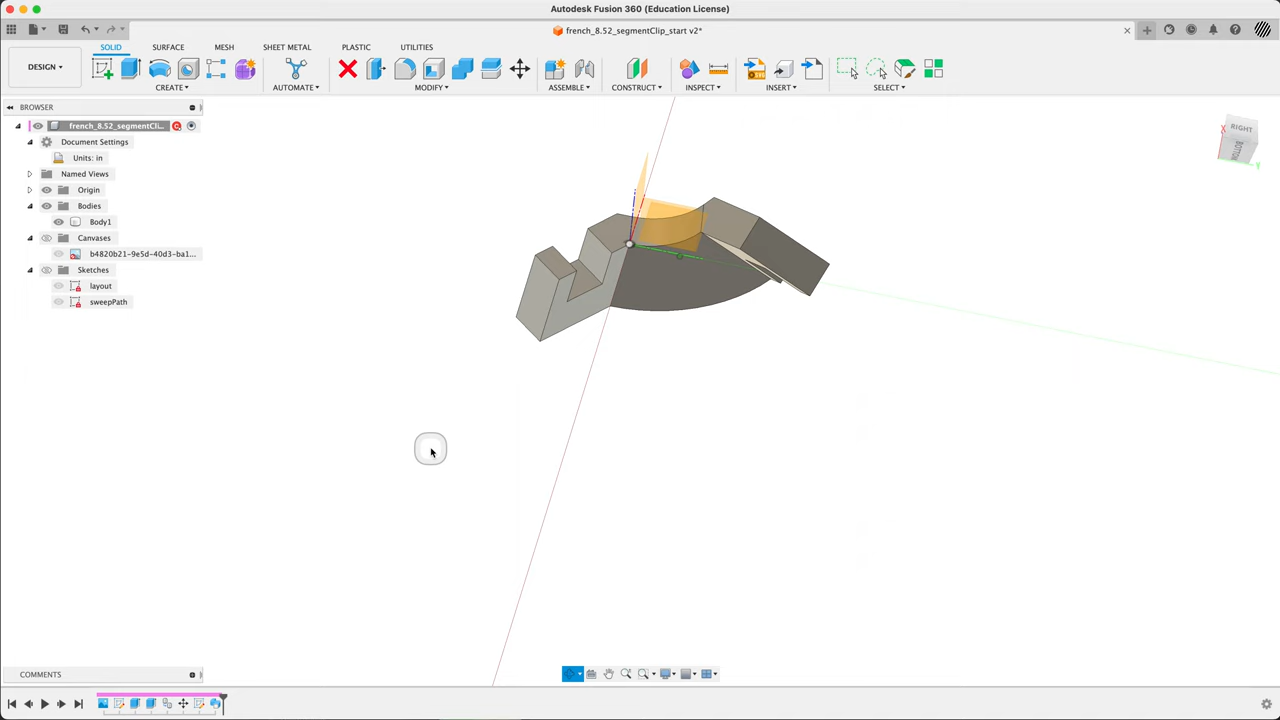 Autodesk Fusion 360 (Education License)
french_8.52_segmentClip_start v2*
DESIGN
SOLID
SURFACE
MESH
SHEET METAL
PLASTIC
UTILITIES
CREATE
AUTOMATE
MODIFY
ASSEMBLE
CONSTRUCT
INSPECT
INSERT
SELECT
BROWSER
french_8.52_segmentCli...
Document Settings
Units: in
Named Views
Origin
Bodies
Body1
Canvases
b4820b21-9e5d-40d3-ba1...
Sketches
layout
sweepPath
RIGHT
BOTTOM
X
Y
COMMENTS